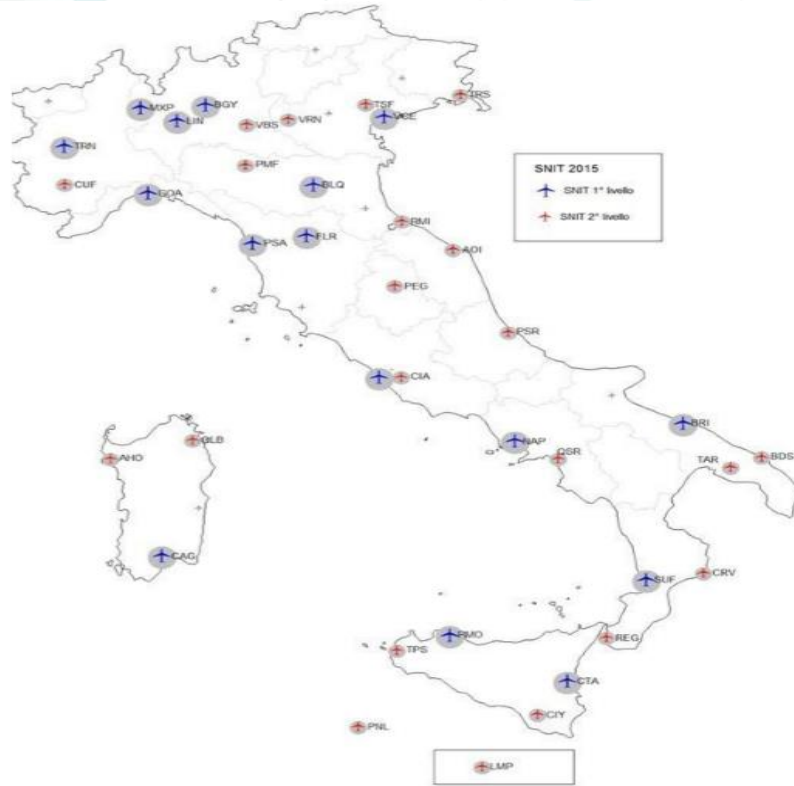 TRS
TSF
MXP
BGY
VCE
LIN
VBS
VRN
TRN
PMF
CUF
BLQ
GOA
SNIT 2015
SNIT 1° livello
SNIT 2° livello
RMI
FLR
PSA
AOI
PEG
PSR
CIA
BRI
NAP
OLB
QSR
AHO
TAR
BDS
CAG
CRV
SUF
PMO
REG
TPS
CTA
CIY
PNL
LMP